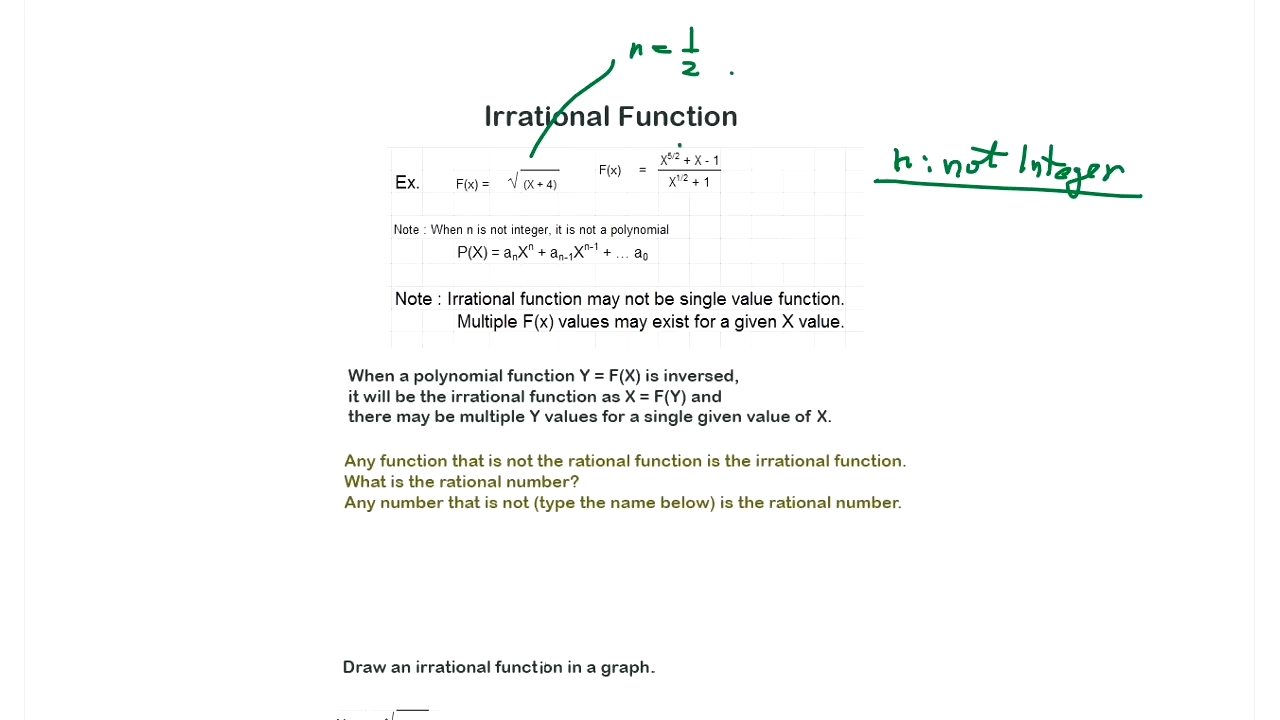 n = 1/2 .
Irrational Function
Ex. F(x) = √(X + 4) F(x) = (X^5/2 + X - 1)/(X^1/2 + 1)
n : not Integer
Note : When n is not integer, it is not a polynomial
P(X) = aₙXⁿ + aₙ₋₁Xⁿ⁻¹ + … a₀
Note : Irrational function may not be single value function.
Multiple F(x) values may exist for a given X value.
When a polynomial function Y = F(X) is inversed,
it will be the irrational function as X = F(Y) and
there may be multiple Y values for a single given value of X.
Any function that is not the rational function is the irrational function.
What is the rational number?
Any number that is not (type the name below) is the rational number.
Draw an irrational function in a graph.